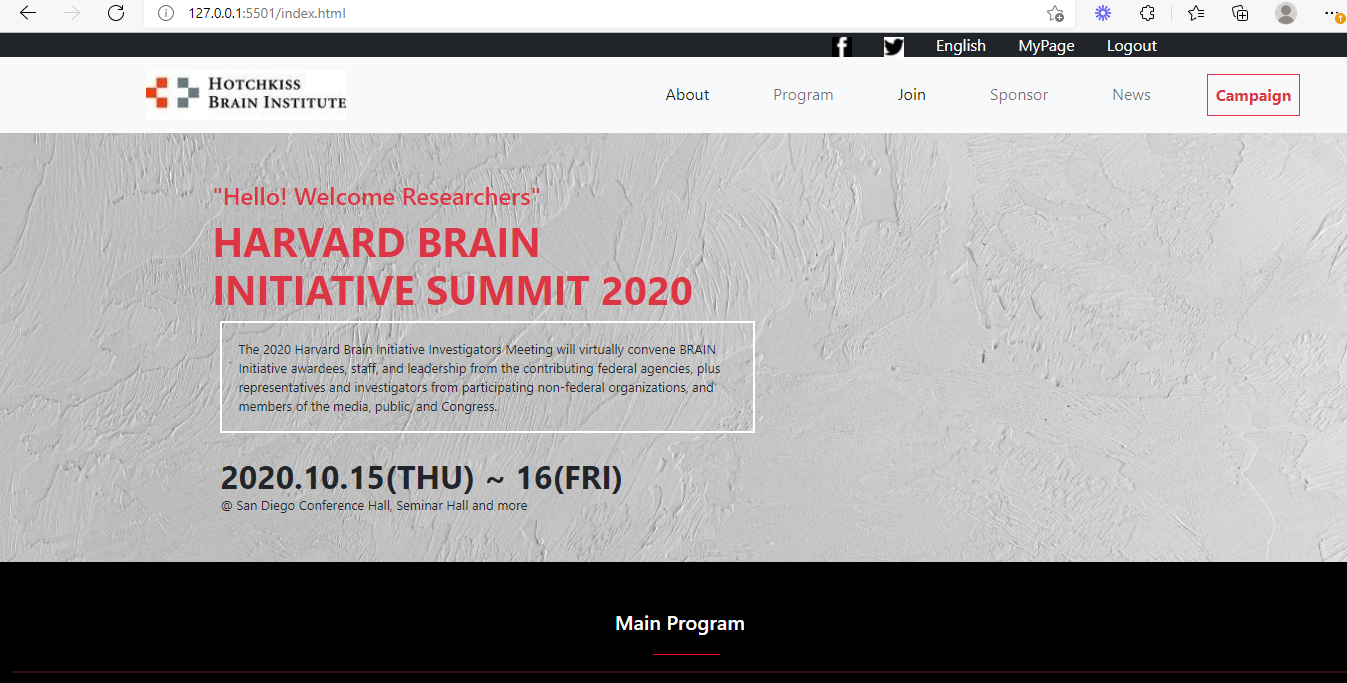 127.0.0.1:5501/index.html
English MyPage Logout
HOTCHKISS
BRAIN INSTITUTE
About Program Join Sponsor News Campaign
"Hello! Welcome Researchers"
HARVARD BRAIN
INITIATIVE SUMMIT 2020
The 2020 Harvard Brain Initiative Investigators Meeting will virtually convene BRAIN
Initiative awardees, staff, and leadership from the contributing federal agencies, plus
representatives and investigators from participating non-federal organizations, and
members of the media, public, and Congress.
2020.10.15(THU) ~ 16(FRI)
@ San Diego Conference Hall, Seminar Hall and more
Main Program